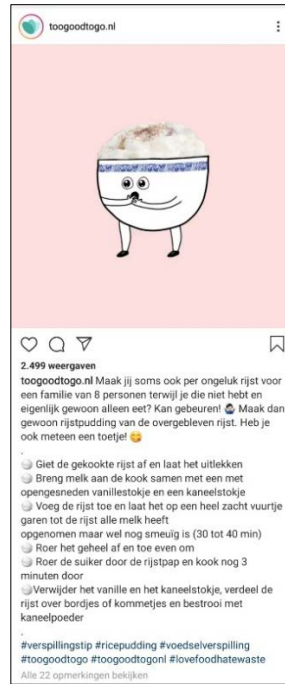 toogoodtogo.nl
2.499 weergaven
toogoodtogo.nl Maak jij soms ook per ongeluk rijst voor
een familie van 8 personen terwijl je die niet hebt en
eigenlijk gewoon alleen eet? Kan gebeuren! 🤷🏻‍♀️ Maak dan
gewoon rijstpudding van de overgebleven rijst. Heb je
ook meteen een toetje! 😋
.
🍚 Giet de gekookte rijst af en laat het uitlekken
🍚 Breng melk aan de kook samen met een met
opengesneden vanillestokje en een kaneelstokje
🍚 Voeg de rijst toe en laat het op een heel zacht vuurtje
garen tot de rijst alle melk heeft
opgenomen maar wel nog smeuïg is (30 tot 40 min)
🍚 Roer het geheel af en toe even om
🍚 Roer de suiker door de rijstpap en kook nog 3
minuten door
🍚Verwijder het vanille en het kaneelstokje, verdeel de
rijst over bordjes of kommetjes en bestrooi met
kaneelpoeder
.
#verspillingstip #ricepudding #voedselverspilling
#toogoodtogo #toogoodtogonl #lovefoodhatewaste
Alle 22 opmerkingen bekijken